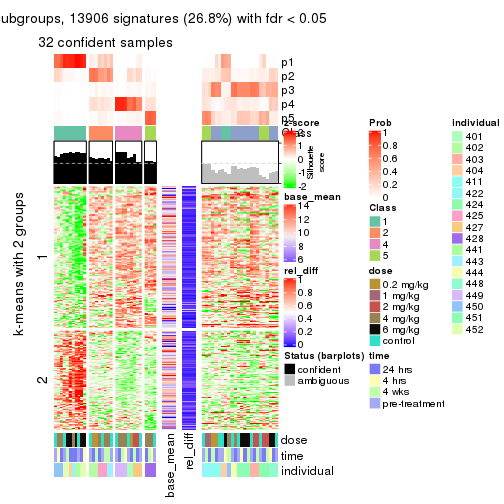 ubgroups, 13906 signatures (26.8%) with fdr < 0.05
32 confident samples
p1
p2
p3
p4
p5
Class
Silhouette
score
k-means with 2 groups
1
2
dose
time
individual
base_mean
rel_diff
z-score
2
1
0
-1
-2
base_mean
14
12
10
8
6
rel_diff
1
0.8
0.6
0.4
0.2
0
Status (barplots)
confident
ambiguous
Prob
1
0.8
0.6
0.4
0.2
0
Class
1
2
4
5
dose
0.2 mg/kg
1 mg/kg
2 mg/kg
4 mg/kg
6 mg/kg
control
time
24 hrs
4 hrs
4 wks
pre-treatment
individual
401
402
403
404
411
422
424
425
427
428
441
443
444
448
449
450
451
452